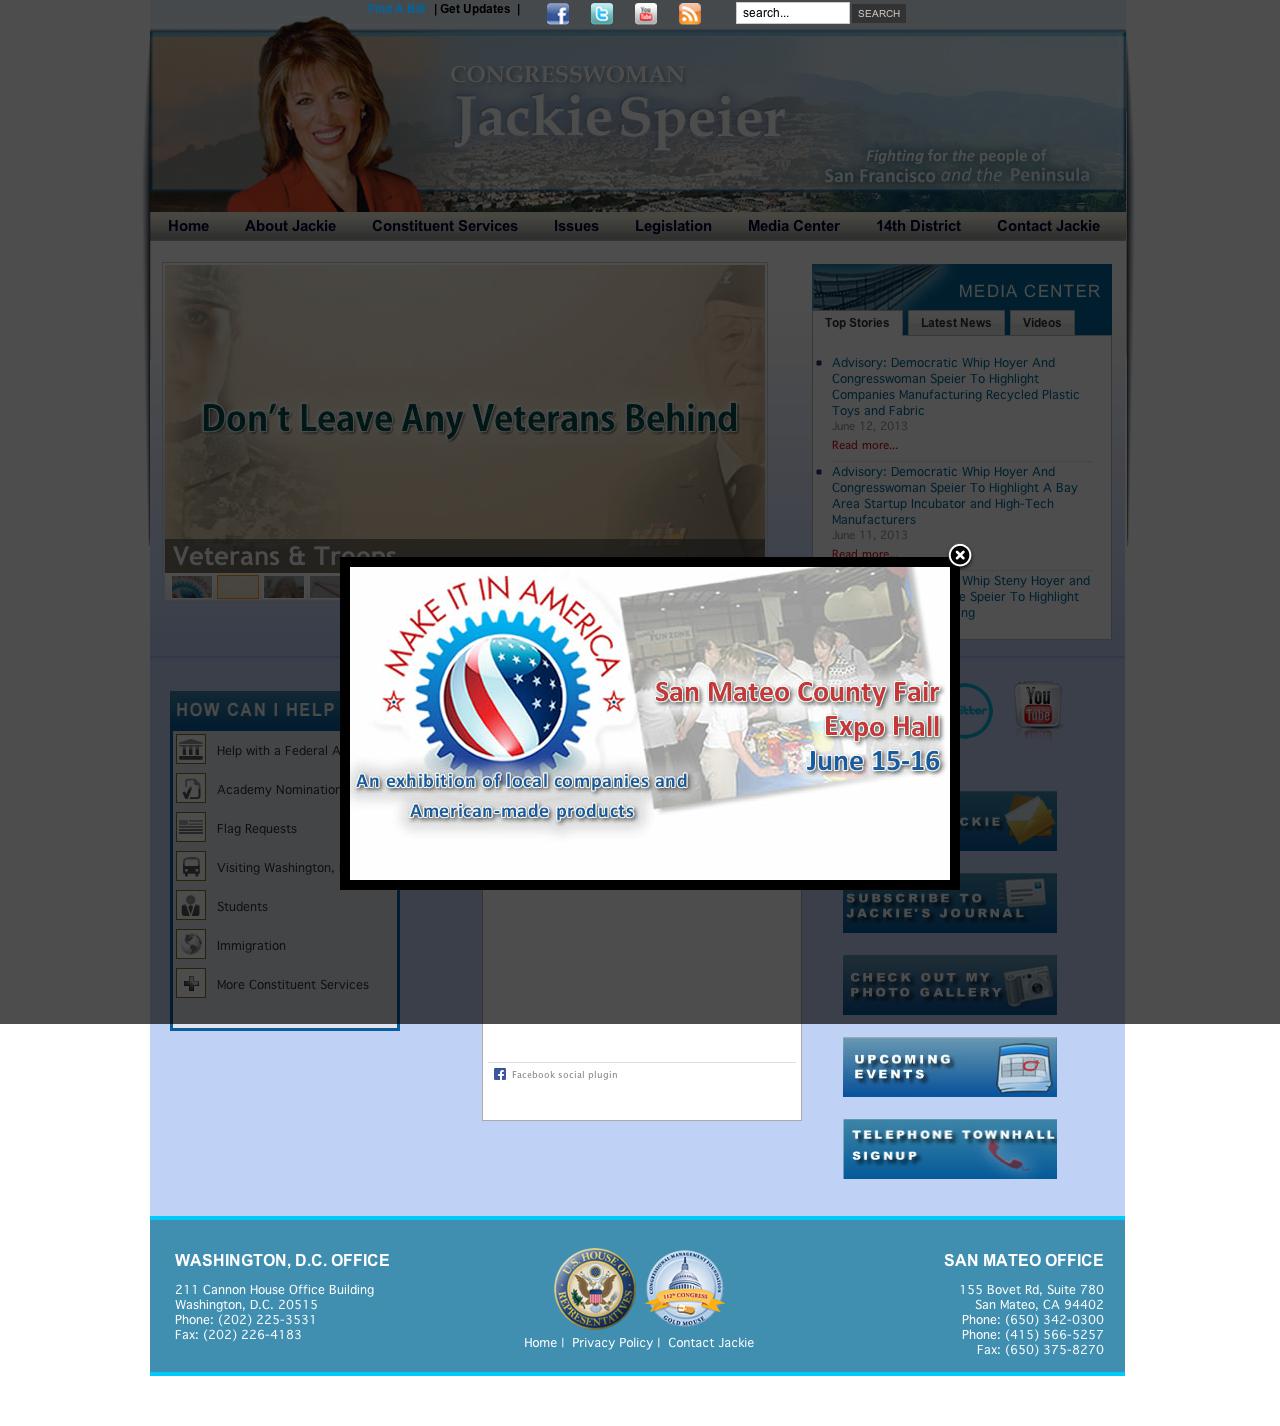 Find A Bill | Get Updates |
search...
SEARCH
CONGRESSWOMAN
Jackie Speier
Fighting for the people of
San Francisco and the Peninsula
Home About Jackie Constituent Services Issues Legislation Media Center 14th District Contact Jackie
Don't Leave Any Veterans Behind
Veterans & Troops
MEDIA CENTER
Top Stories Latest News Videos
Advisory: Democratic Whip Hoyer And
Congresswoman Speier To Highlight
Companies Manufacturing Recycled Plastic
Toys and Fabric
June 12, 2013
Read more...
Advisory: Democratic Whip Hoyer And
Congresswoman Speier To Highlight A Bay
Area Startup Incubator and High-Tech
Manufacturers
June 11, 2013
Read more...
Whip Steny Hoyer and
Speier To Highlight
MAKE IT IN AMERICA
FUN ZONE
San Mateo County Fair
Expo Hall
June 15-16
An exhibition of local companies and
American-made products
HOW CAN I HELP
Help with a Federal
Academy Nomination
Flag Requests
Visiting Washington,
Students
Immigration
More Constituent Services
You
Tube
SUBSCRIBE TO
JACKIE'S JOURNAL
CHECK OUT MY
PHOTO GALLERY
UPCOMING
EVENTS
TELEPHONE TOWNHALL
SIGNUP
Facebook social plugin
WASHINGTON, D.C. OFFICE
211 Cannon House Office Building
Washington, D.C. 20515
Phone: (202) 225-3531
Fax: (202) 226-4183
U.S. HOUSE OF
REPRESENTATIVES
CONGRESSIONAL MANAGEMENT FOUNDATION
112th CONGRESS
GOLD MOUSE
Home | Privacy Policy | Contact Jackie
SAN MATEO OFFICE
155 Bovet Rd, Suite 780
San Mateo, CA 94402
Phone: (650) 342-0300
Phone: (415) 566-5257
Fax: (650) 375-8270